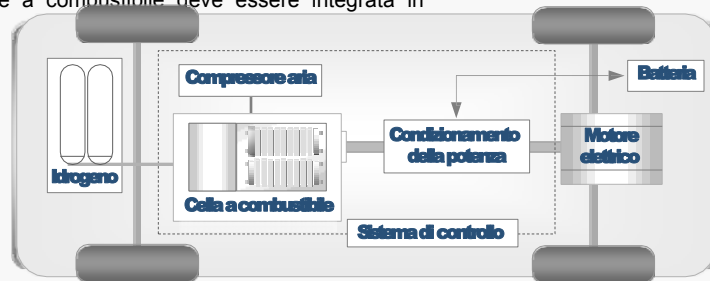 e a combustibile deve essere integrata in
Compressore aria
Batteria
Condizionamento
della potenza
Motore
elettrico
Idrogeno
Cella a combustibile
Sistema di controllo